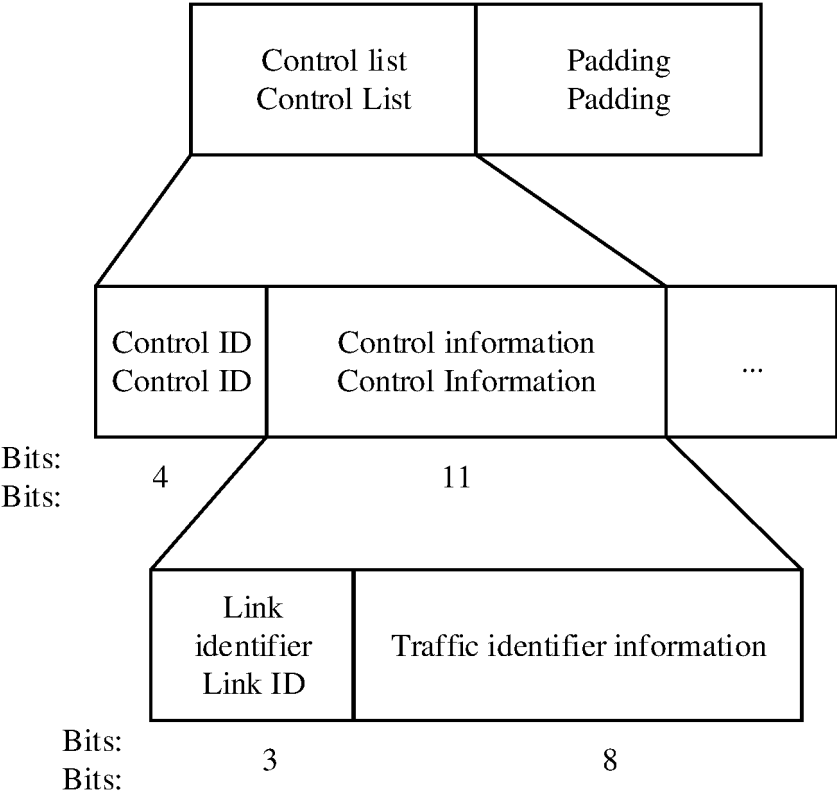 Control list
Control List
Padding
Padding
Control ID
Control ID
Control information
Control Information
...
Bits:
Bits:
4
11
Link
identifier
Link ID
Traffic identifier information
Bits:
Bits:
3
8